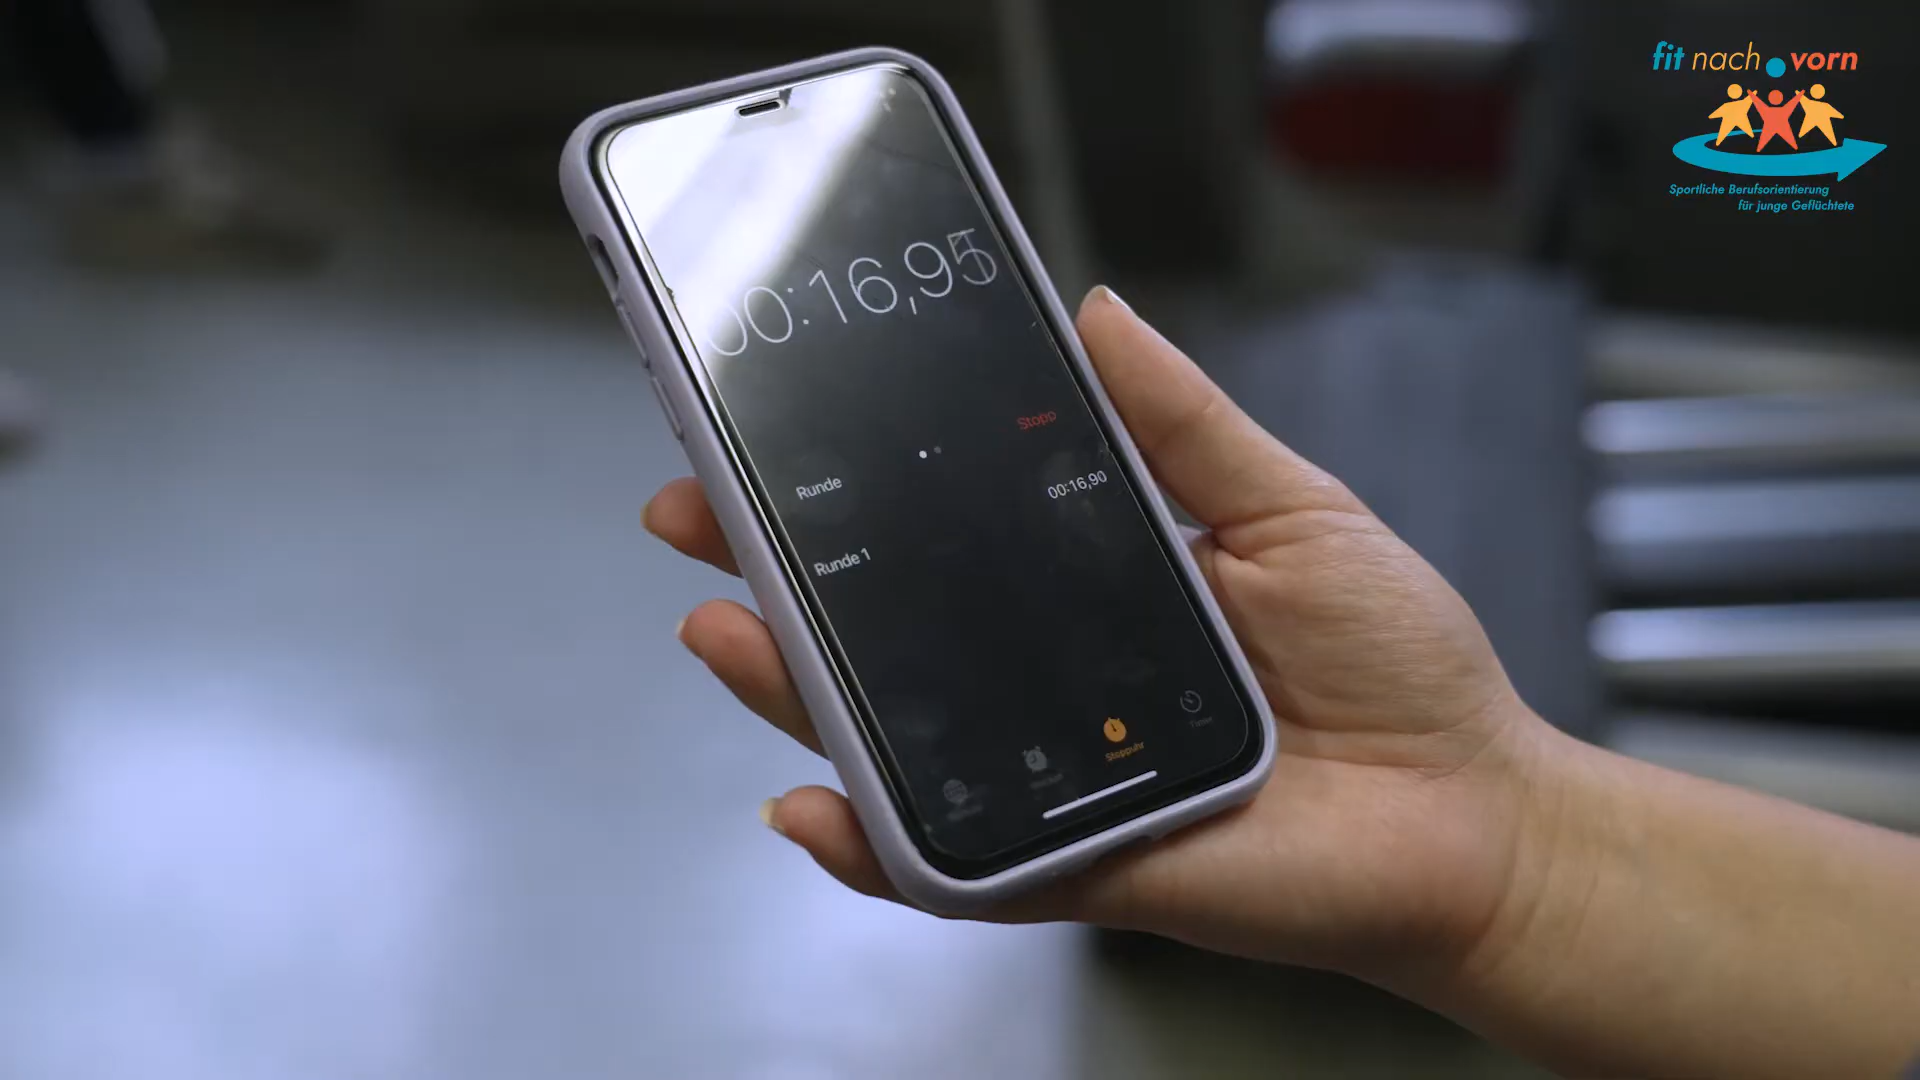 fit nach vorn
Sportliche Berufsorientierung
für junge Geflüchtete
00:16,95
Stopp
Runde
00:16,90
Runde 1
Stoppuhr
Timer